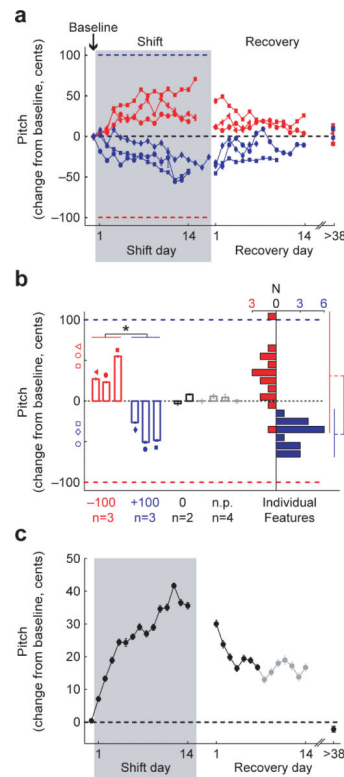 a
Baseline
Shift
Recovery
Pitch
(change from baseline, cents)
100
50
0
−50
−100
1
14
1
14
>38
Shift day
Recovery day
b
N
3
0
3
6
Pitch
(change from baseline, cents)
100
0
−100
*
−100
+100
0
n.p.
Individual
n=3
n=3
n=2
n=4
Features
c
Pitch
(change from baseline, cents)
50
40
30
20
10
0
1
14
1
14
>38
Shift day
Recovery day